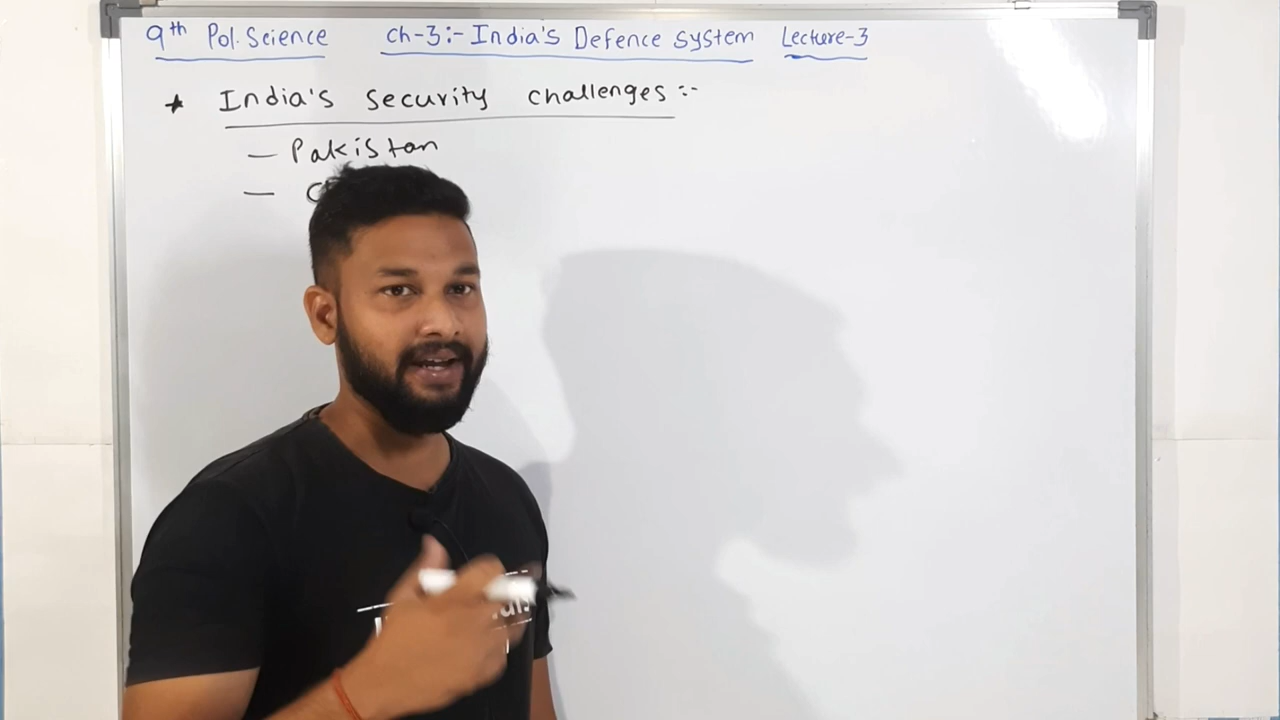 9th Pol. Science Ch-3:- India's Defence system Lecture-3
* India's security challenges :-
— Pakistan
—